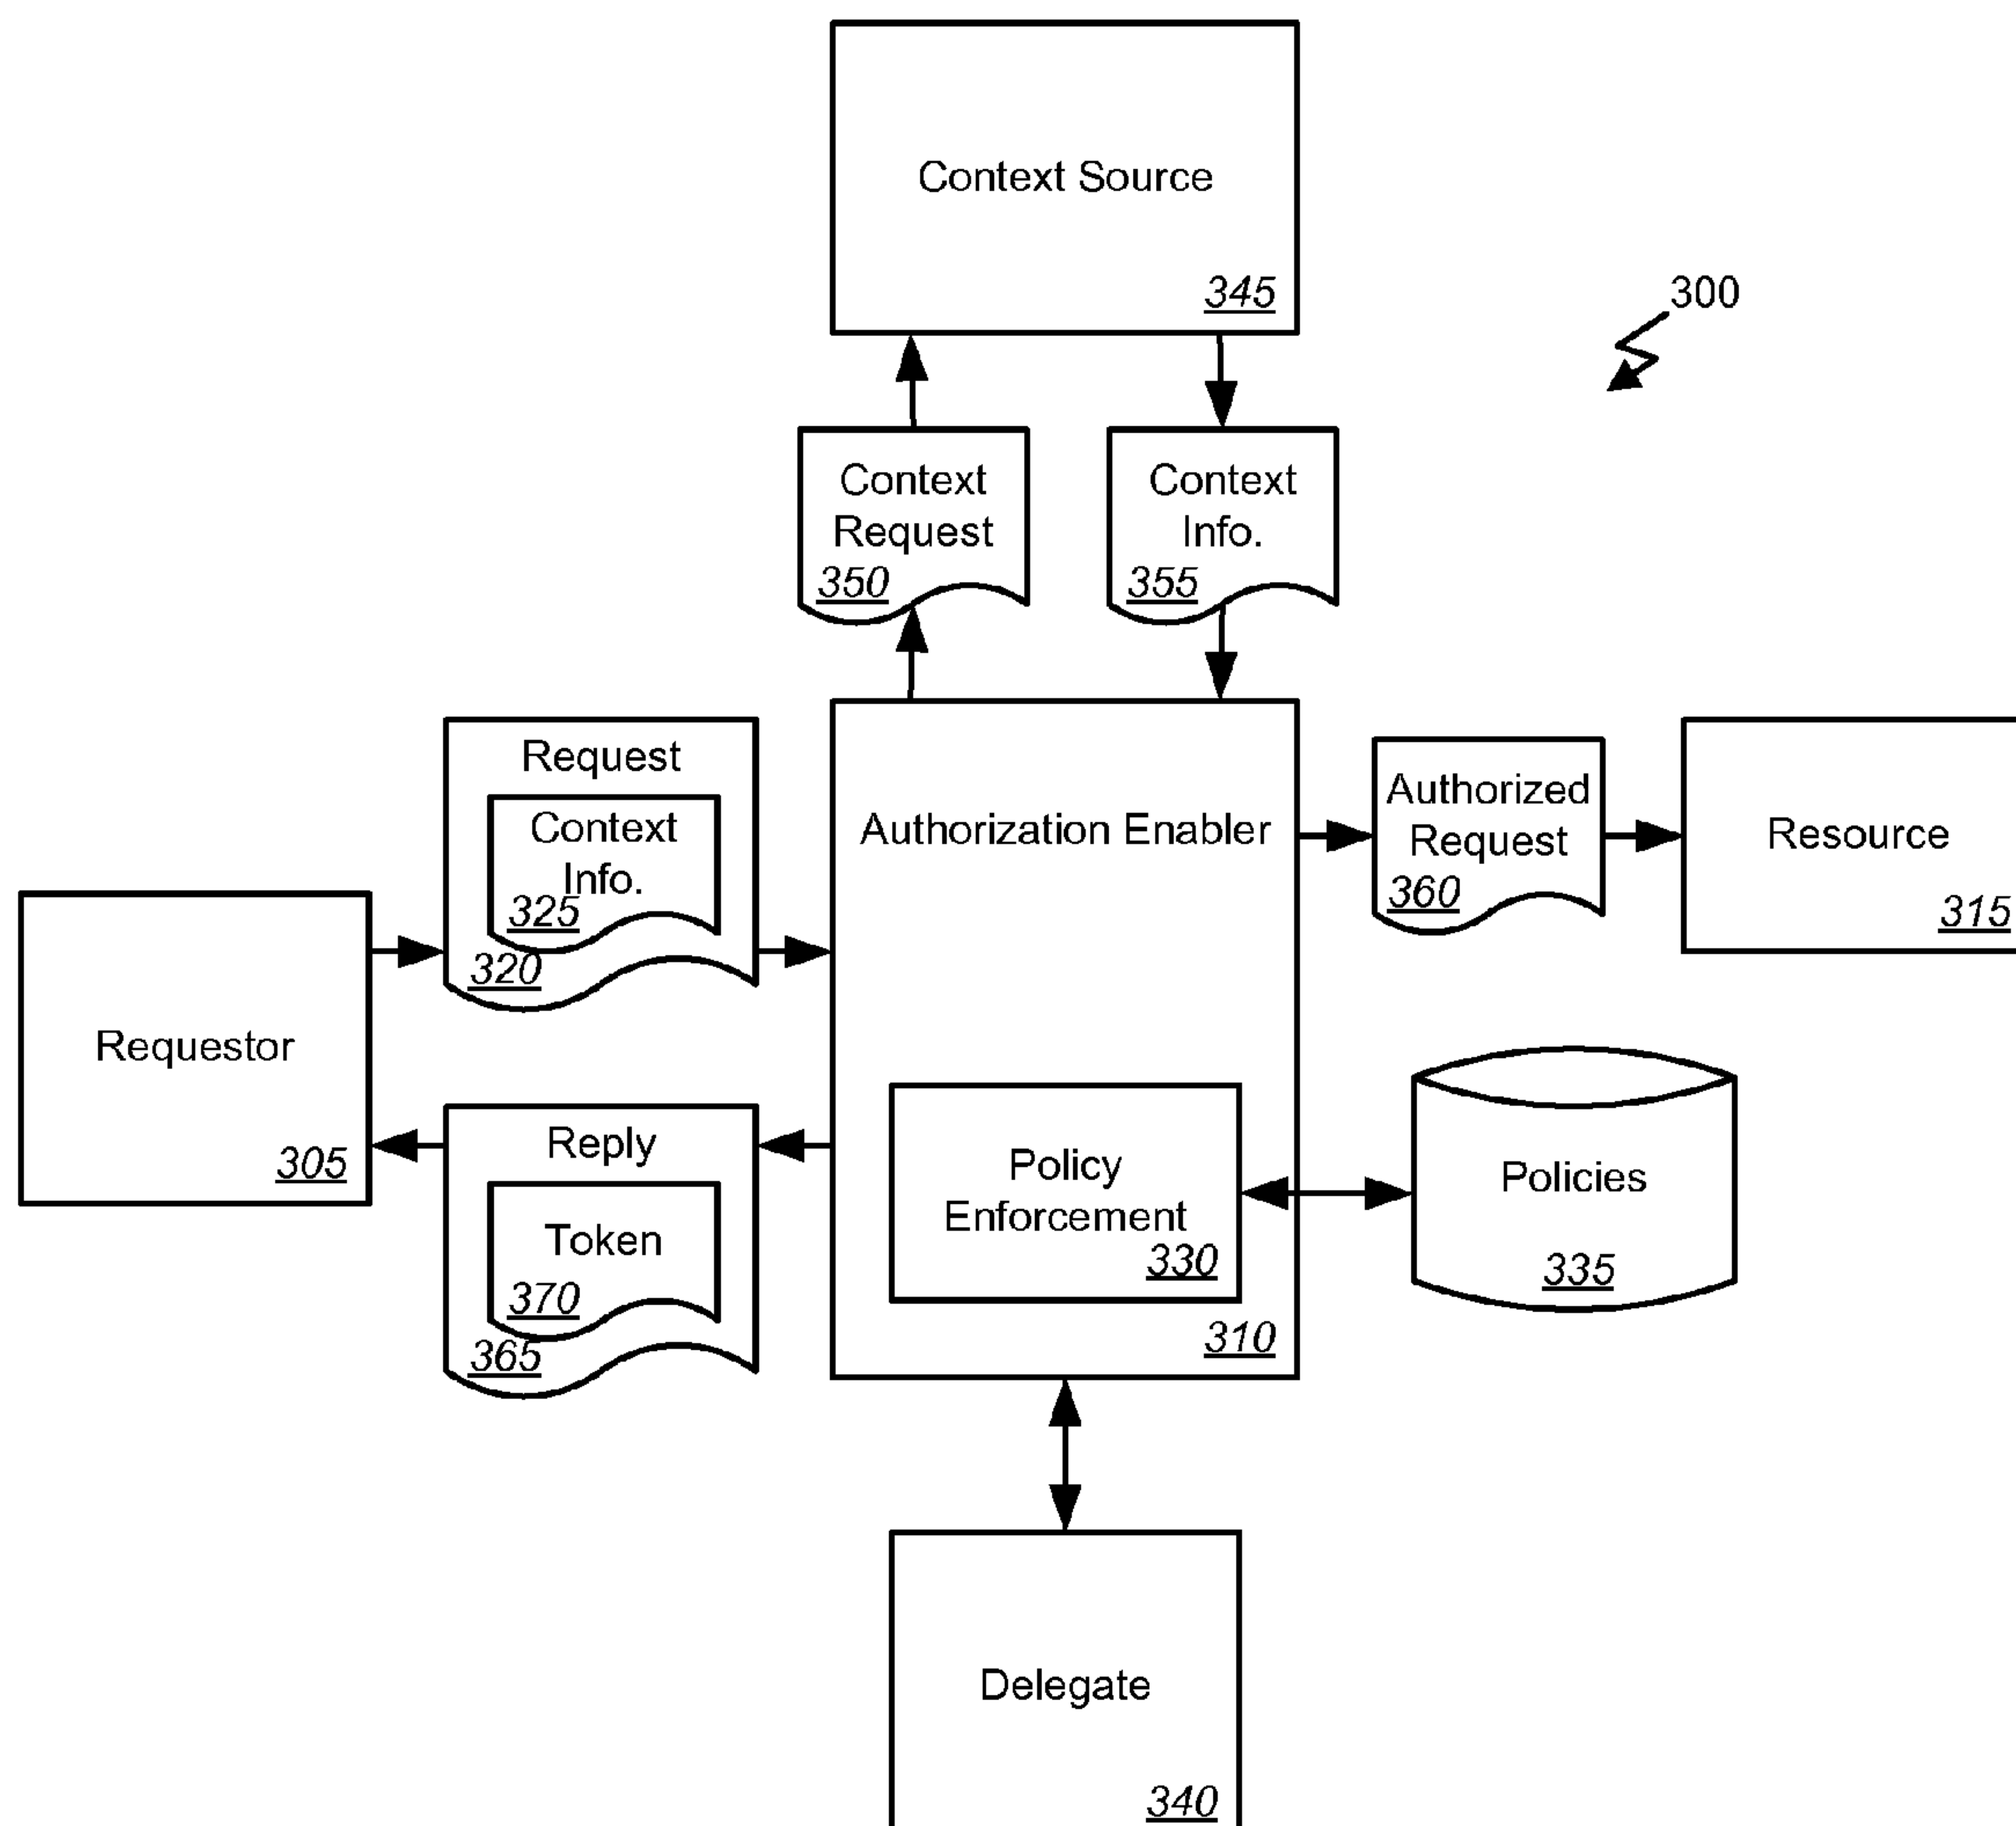 Context Source
345
300
Context
Request
350
Context
Info.
355
Request
Context
Info.
325
320
Authorization Enabler
Authorized
Request
360
Resource
315
Requestor
305
Reply
Token
370
365
Policy
Enforcement
330
310
Policies
335
Delegate
340